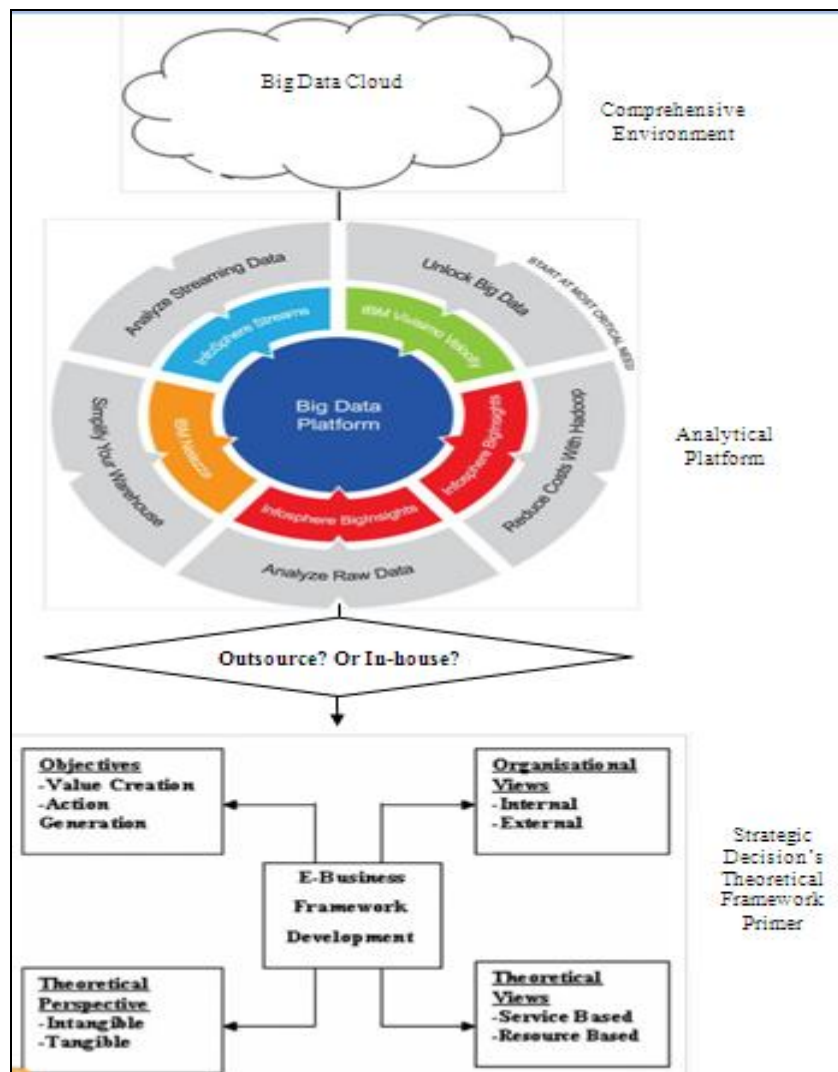 Big Data Cloud
Comprehensive
Environment
Analyze Streaming Data
Unlock Big Data
START AT MOST CRITICAL NEED
InfoSphere Streams
IBM Vivisimo Velocity
Simplify Your Warehouse
IBM Netezza
Big Data
Platform
Infosphere BigInsights
Reduce Costs With Hadoop
Analytical
Platform
Infosphere BigInsights
Analyze Raw Data
Outsource? Or In-house?
Objectives
-Value Creation
-Action
Generation
Organisational
Views
-Internal
-External
E-Business
Framework
Development
Strategic
Decision's
Theoretical
Framework
Primer
Theoretical
Perspective
-Intangible
-Tangible
Theoretical
Views
-Service Based
-Resource Based